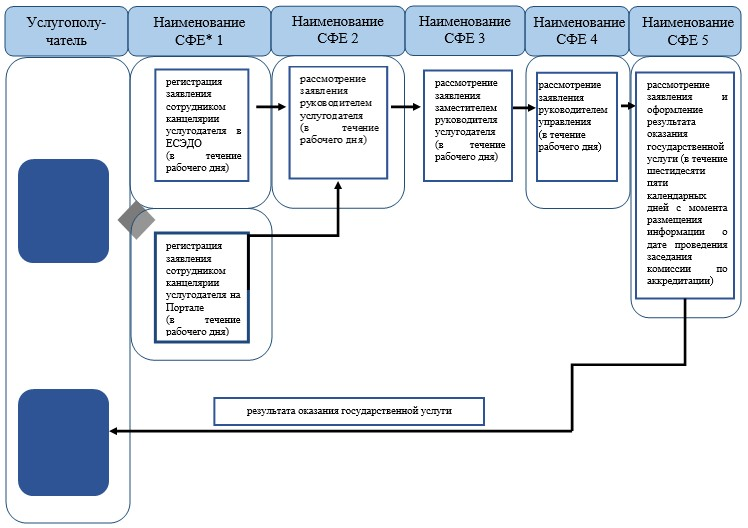 Услугополу-
чатель
Наименование
СФЕ* 1
Наименование
СФЕ 2
Наименование
СФЕ 3
Наименование
СФЕ 4
Наименование
СФЕ 5
регистрация
заявления
сотрудником
канцелярии
услугодателя в
ЕСЭДО
(в течение
рабочего дня)
рассмотрение
заявления
руководителем
услугодателя
(в течение
рабочего дня)
рассмотрение
заявления
заместителем
руководителя
услугодателя
(в течение
рабочего дня)
рассмотрение
заявления
руководителем
управления
(в течение
рабочего дня)
рассмотрение
заявления и
оформление
результата
оказания
государственной
услуги (в течение
шестидесяти
пяти
календарных
дней с момента
размещения
информации о
дате проведения
заседания
комиссии по
аккредитации)
регистрация
заявления
сотрудником
канцелярии
услугодателя на
Портале
(в течение
рабочего дня)
результата оказания государственной услуги